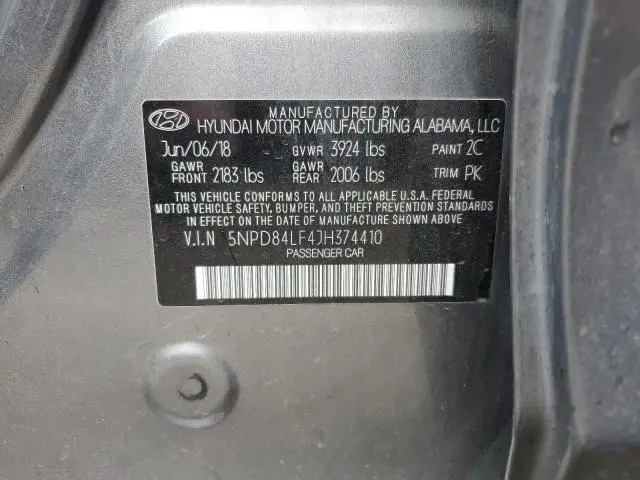 MANUFACTURED BY
HYUNDAI MOTOR MANUFACTURING ALABAMA, LLC
Jun/06/18 GVWR 3924 lbs PAINT 2C
GAWR FRONT 2183 lbs GAWR REAR 2006 lbs TRIM PK
THIS VEHICLE CONFORMS TO ALL APPLICABLE U.S.A. FEDERAL
MOTOR VEHICLE SAFETY, BUMPER, AND THEFT PREVENTION STANDARDS
IN EFFECT ON THE DATE OF MANUFACTURE SHOWN ABOVE.
V.I.N 5NPD84LF4JH374410
PASSENGER CAR